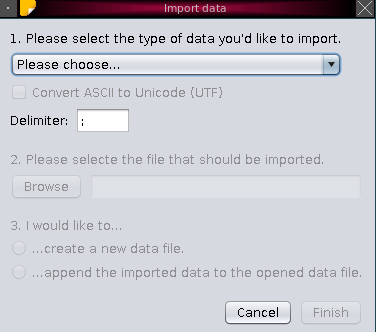 Import data
1. Please select the type of data you'd like to import.
Please choose...
Convert ASCII to Unicode (UTF)
Delimiter: ;
2. Please selecte the file that should be imported.
Browse
3. I would like to...
...create a new data file.
...append the imported data to the opened data file.
Cancel Finish